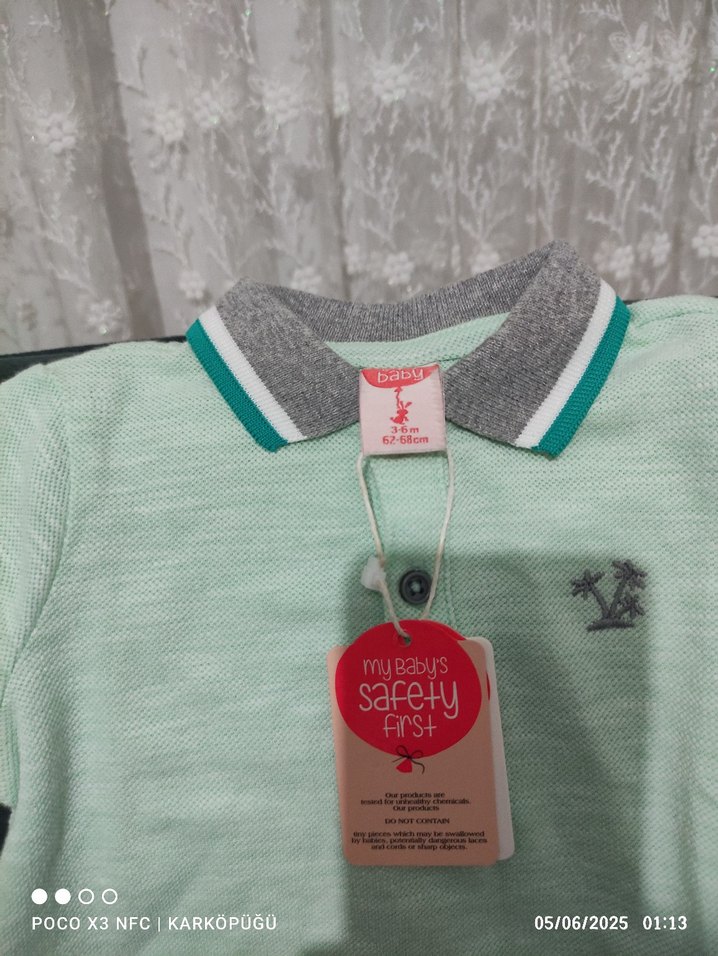 baby
3-6 m
62-68cm
my BaBy's
safety
first
Our products are
tested for unhealthy chemicals.
Our products
DO NOT CONTAIN
tiny pieces which may be swallowed
by babies, potentially dangerous laces
and cords or sharp objects.
POCO X3 NFC | KARKÖPÜĞÜ
05/06/2025 01:13